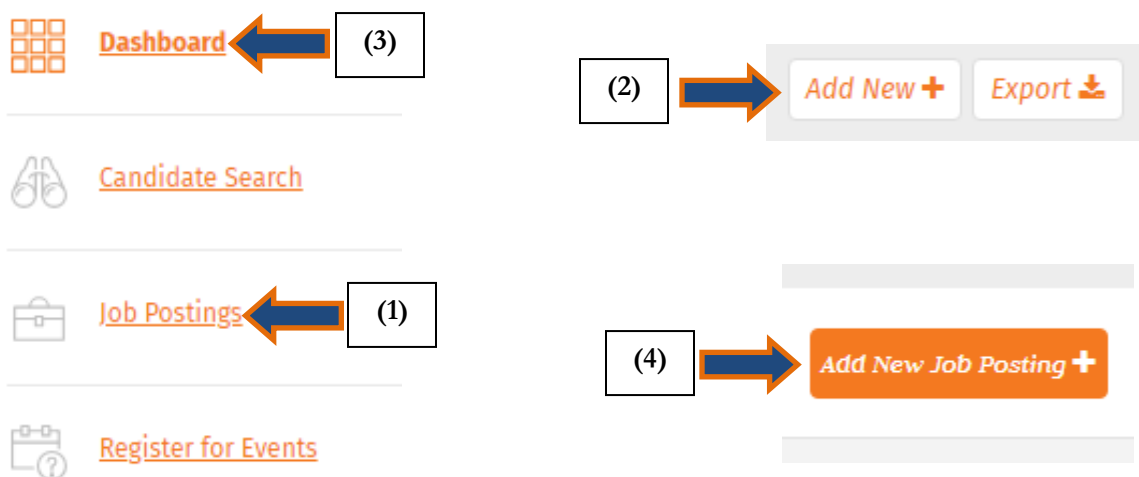 Dashboard
(3)
(2)
Add New
Export
Candidate Search
Job Postings
(1)
(4)
Add New Job Posting
Register for Events